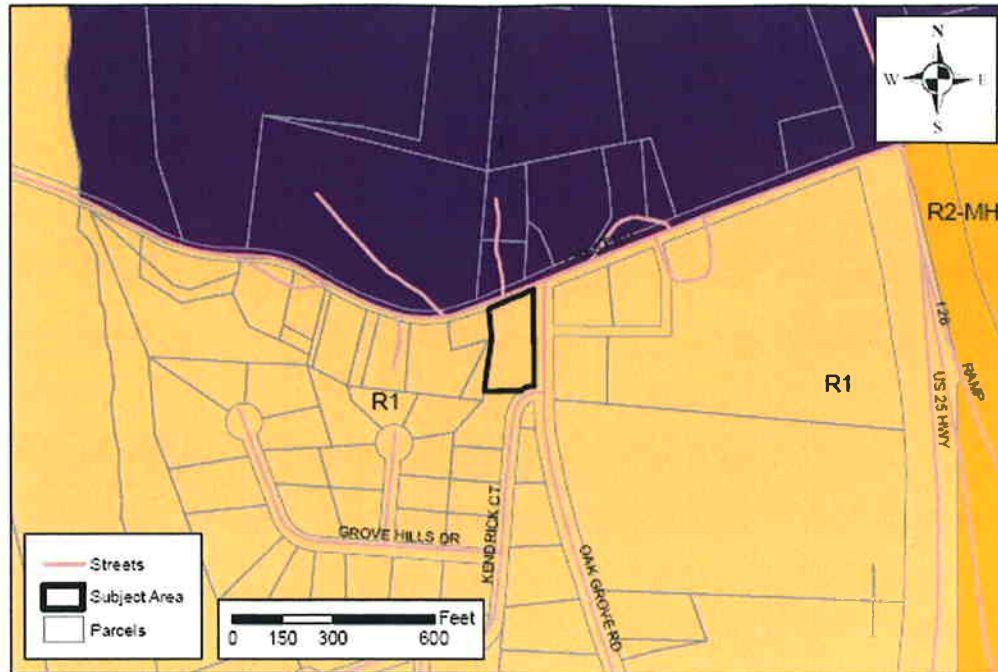 N
W E
S
R2-MH
I 26
RAMP
US 25 HWY
R1
R1
KENDRICK CT
GROVE HILLS DR
OAK GROVE RD
Streets
Subject Area
Parcels
Feet
0 150 300 600